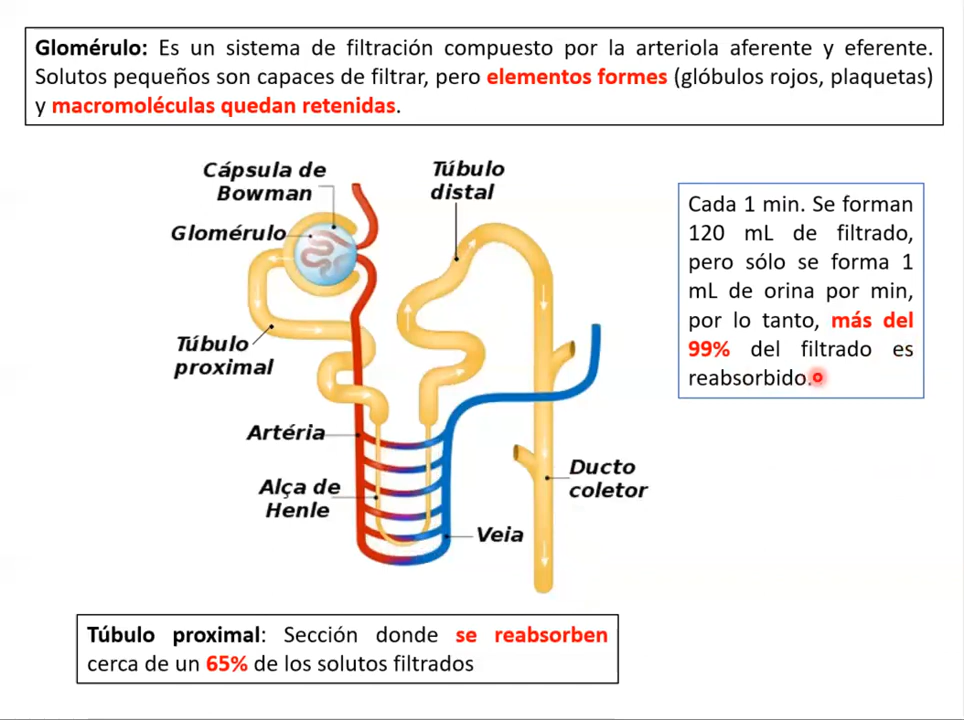 Glomérulo: Es un sistema de filtración compuesto por la arteriola aferente y eferente.
Solutos pequeños son capaces de filtrar, pero elementos formes (glóbulos rojos, plaquetas)
y macromoléculas quedan retenidas.
Cápsula de
Bowman
Glomérulo
Túbulo
distal
Cada 1 min. Se forman
120 mL de filtrado,
pero sólo se forma 1
mL de orina por min,
por lo tanto, más del
99% del filtrado es
reabsorbido.
Túbulo
proximal
Artéria
Alça de
Henle
Veia
Ducto
coletor
Túbulo proximal: Sección donde se reabsorben
cerca de un 65% de los solutos filtrados